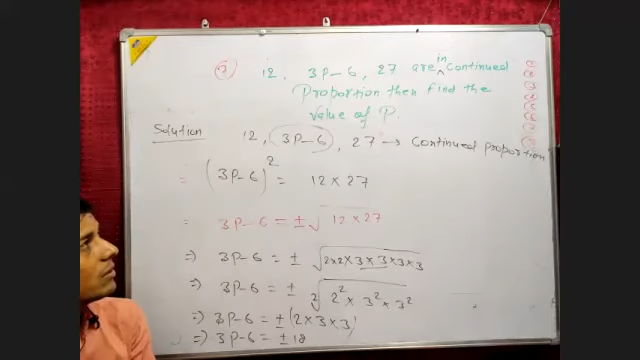 7 12, 3P-6, 27 are in continued
Proportion then find the
value of P.
Solution 12, 3P-6, 27 → continued proportion
= (3P-6)² = 12×27
= 3P-6 = ±√12×27
⇒ 3P-6 = ± √2×2×3×3×3×3
⇒ 3P-6 = ± ²√2²×3²×3²
⇒ 3P-6 = ±(2×3×3)
⇒ 3P-6 = ±18